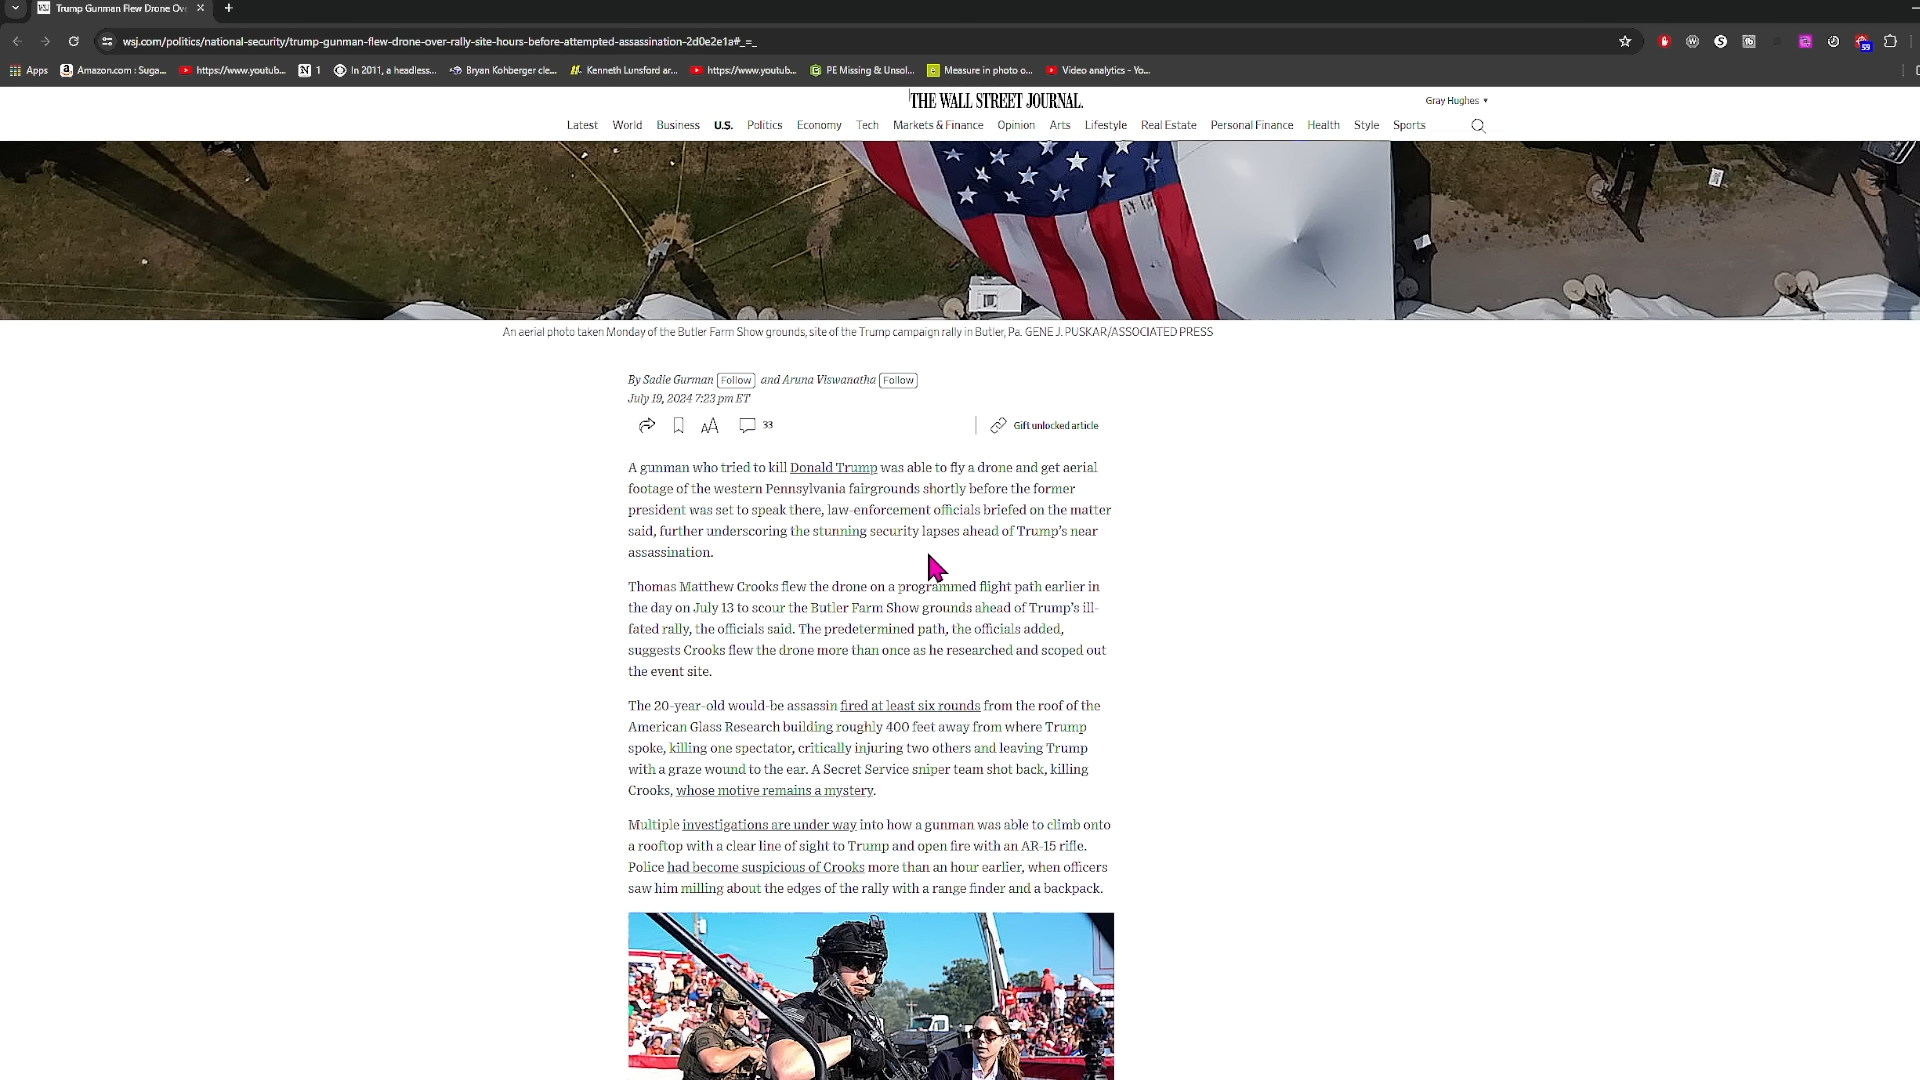 Trump Gunman Flew Drone Ove
wsj.com/politics/national-security/trump-gunman-flew-drone-over-rally-site-hours-before-attempted-assassination-2d0e2e1a#_=_
59
Apps Amazon.com : Suga... https://www.youtub... 1 In 2011, a headless... Bryan Kohberger cle... Kenneth Lunsford ar... https://www.youtub... PE Missing & Unsol... Measure in photo o... Video analytics - Yo...
THE WALL STREET JOURNAL.
Gray Hughes
Latest World Business U.S. Politics Economy Tech Markets & Finance Opinion Arts Lifestyle Real Estate Personal Finance Health Style Sports
An aerial photo taken Monday of the Butler Farm Show grounds, site of the Trump campaign rally in Butler, Pa. GENE J. PUSKAR/ASSOCIATED PRESS
By Sadie Gurman Follow and Aruna Viswanatha Follow
July 19, 2024 7:23 pm ET
AA 33 Gift unlocked article
A gunman who tried to kill Donald Trump was able to fly a drone and get aerial
footage of the western Pennsylvania fairgrounds shortly before the former
president was set to speak there, law-enforcement officials briefed on the matter
said, further underscoring the stunning security lapses ahead of Trump's near
assassination.
Thomas Matthew Crooks flew the drone on a programmed flight path earlier in
the day on July 13 to scour the Butler Farm Show grounds ahead of Trump's ill-
fated rally, the officials said. The predetermined path, the officials added,
suggests Crooks flew the drone more than once as he researched and scoped out
the event site.
The 20-year-old would-be assassin fired at least six rounds from the roof of the
American Glass Research building roughly 400 feet away from where Trump
spoke, killing one spectator, critically injuring two others and leaving Trump
with a graze wound to the ear. A Secret Service sniper team shot back, killing
Crooks, whose motive remains a mystery.
Multiple investigations are under way into how a gunman was able to climb onto
a rooftop with a clear line of sight to Trump and open fire with an AR-15 rifle.
Police had become suspicious of Crooks more than an hour earlier, when officers
saw him milling about the edges of the rally with a range finder and a backpack.